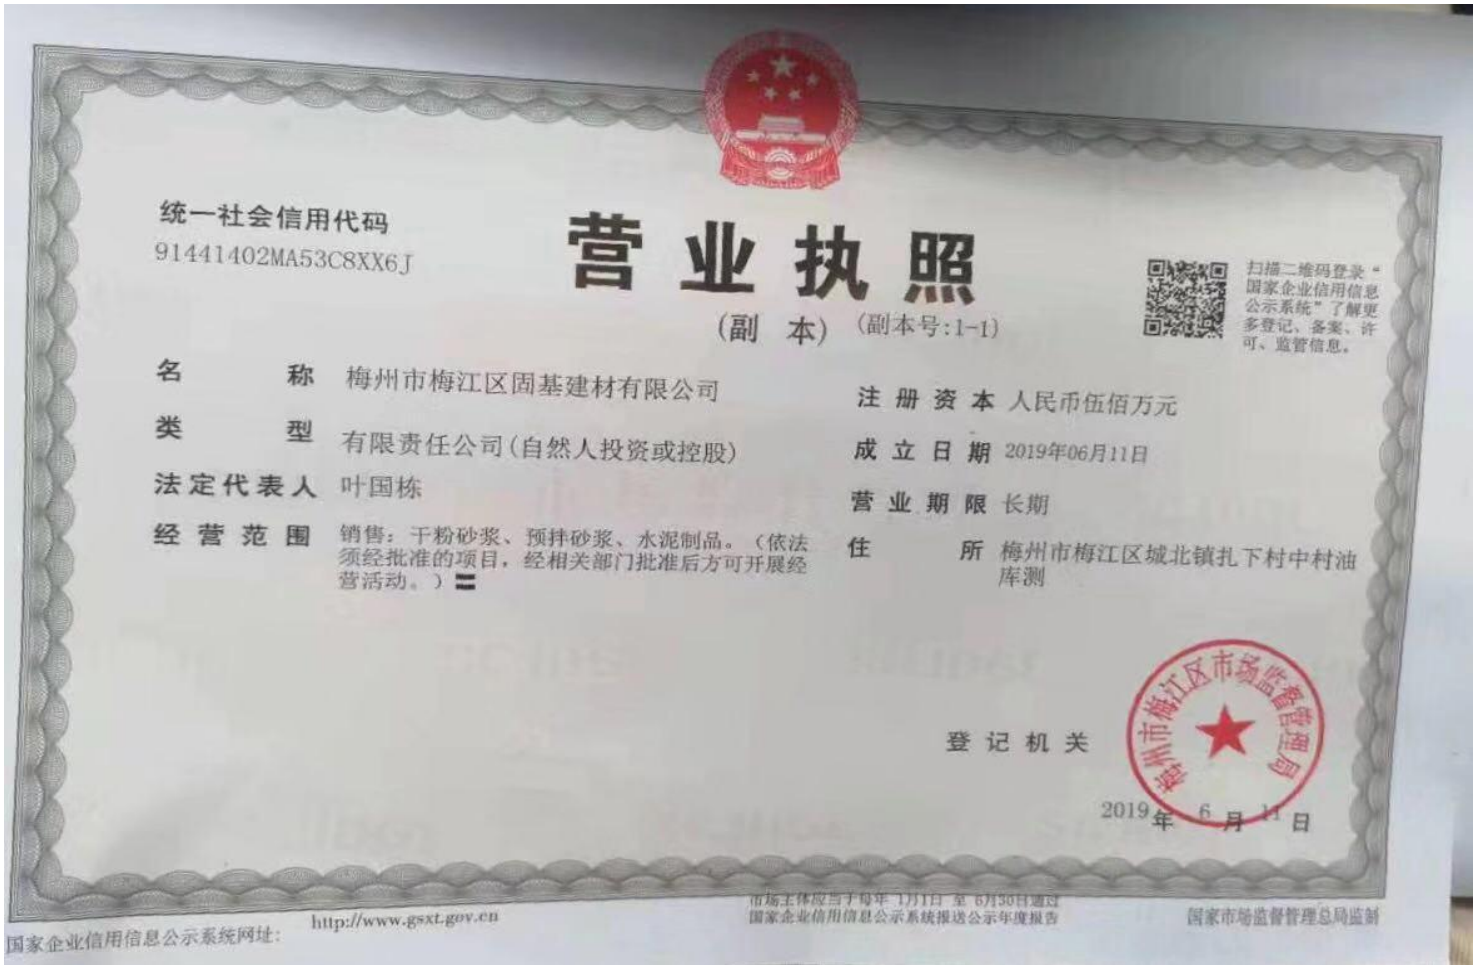 统一社会信用代码
91441402MA53C8XX6J
营业执照
(副 本) (副本号:1-1)
扫描二维码登录“
国家企业信用信息
公示系统”了解更
多登记、备案、许
可、监管信息。
名 称 梅州市梅江区固基建材有限公司
类 型 有限责任公司(自然人投资或控股)
法定代表人 叶国栋
经营范围 销售：干粉砂浆、预拌砂浆、水泥制品。（依法
须经批准的项目，经相关部门批准后方可开展经
营活动。）
注册资本 人民币伍佰万元
成立日期 2019年06月11日
营业期限 长期
住 所 梅州市梅江区城北镇扎下村中村油
库测
登记机关
梅州市梅江区市场监督管理局
2019年 6月 11日
国家企业信用信息公示系统网址: http://www.gsxt.gov.cn
市场主体应当于每年 1月1日 至 6月30日通过
国家企业信用信息公示系统报送公示年度报告
国家市场监督管理总局监制